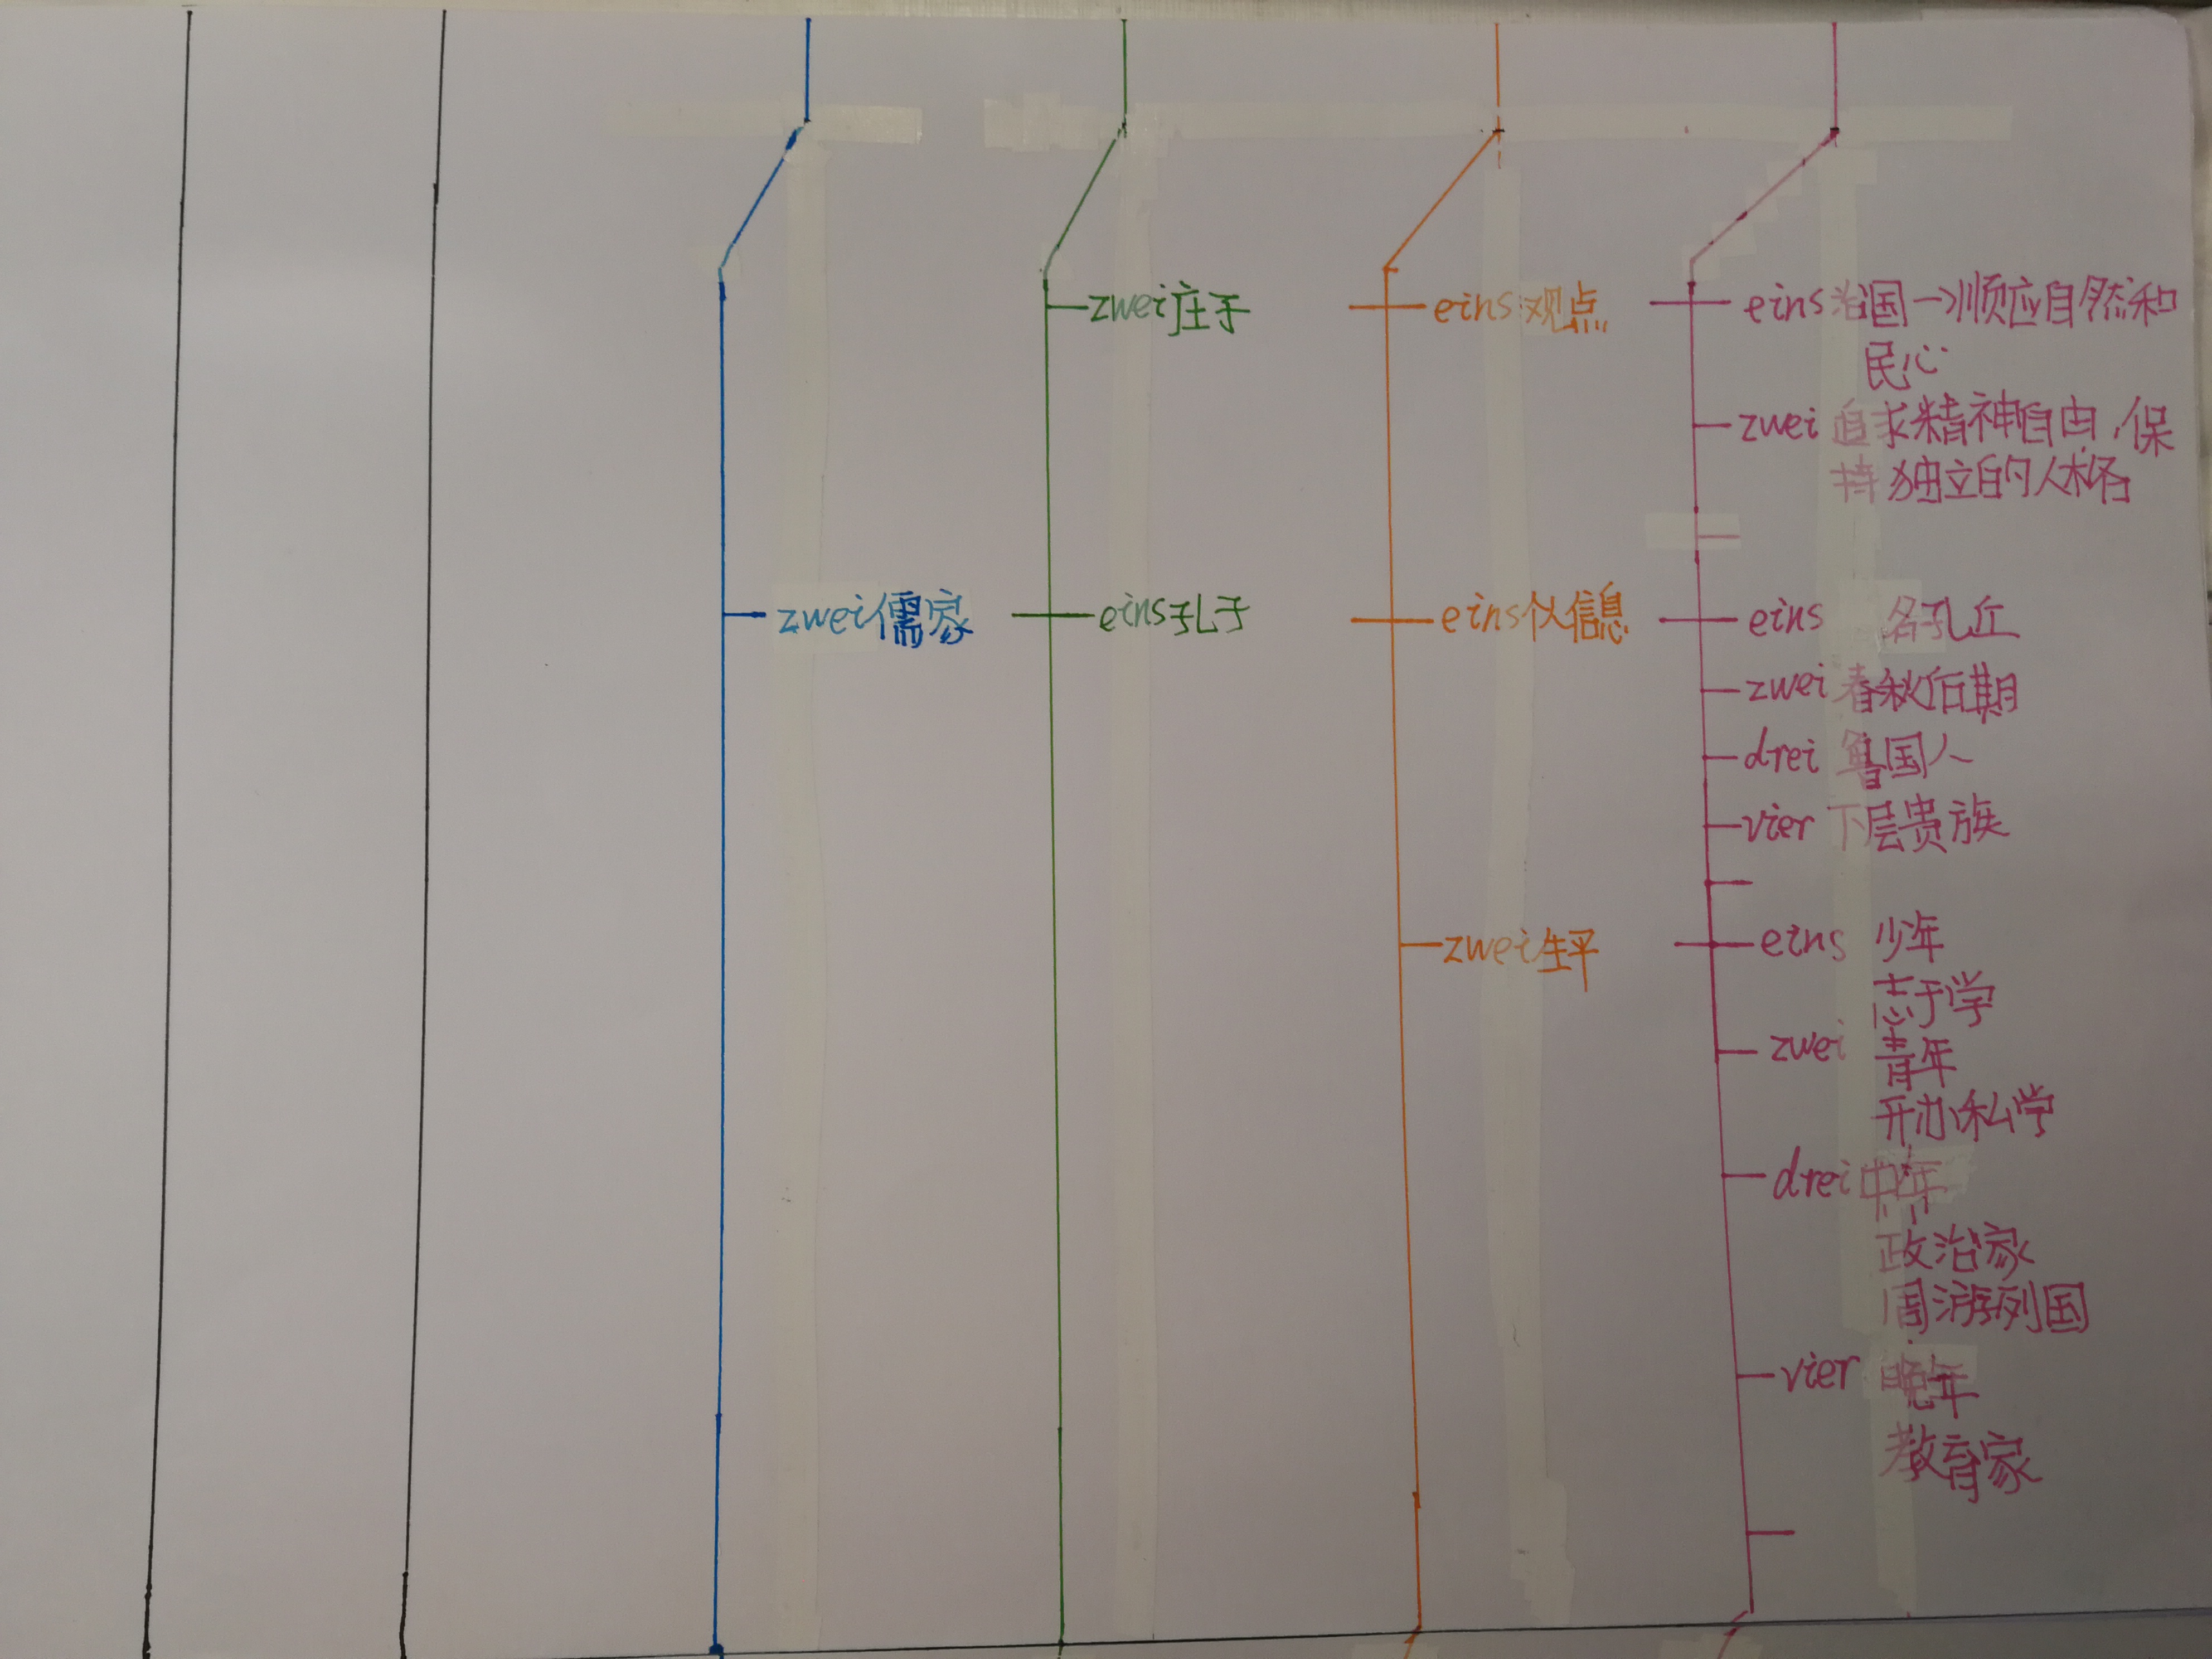 zwei庄子
eins观点
eins治国→顺应自然和
民心
zwei 追求精神自由,保
持独立的人格
zwei儒家
eins孔子
eins个人信息
eins 名孔丘
zwei 春秋后期
drei 鲁国人
vier 下层贵族
zwei生平
eins 少年
志于学
zwei 青年
开办私学
drei 中年
政治家
周游列国
vier 晚年
教育家